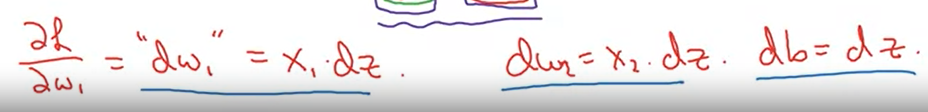 ∂L/∂w₁ = "dw₁" = x₁·dz. dw₂ = x₂·dz. db = dz.